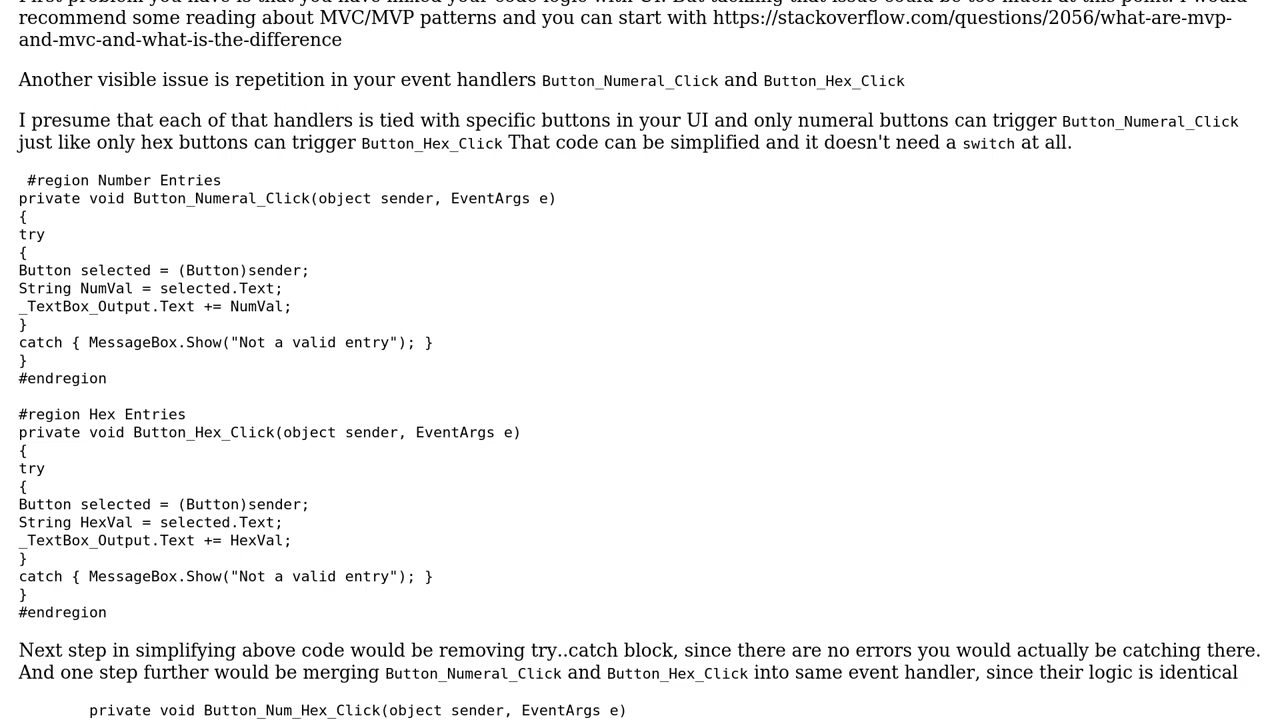 recommend some reading about MVC/MVP patterns and you can start with https://stackoverflow.com/questions/2056/what-are-mvp-
and-mvc-and-what-is-the-difference
Another visible issue is repetition in your event handlers Button_Numeral_Click and Button_Hex_Click
I presume that each of that handlers is tied with specific buttons in your UI and only numeral buttons can trigger Button_Numeral_Click
just like only hex buttons can trigger Button_Hex_Click That code can be simplified and it doesn't need a switch at all.
#region Number Entries
private void Button_Numeral_Click(object sender, EventArgs e)
{
try
{
Button selected = (Button)sender;
String NumVal = selected.Text;
_TextBox_Output.Text += NumVal;
}
catch { MessageBox.Show("Not a valid entry"); }
}
#endregion
#region Hex Entries
private void Button_Hex_Click(object sender, EventArgs e)
{
try
{
Button selected = (Button)sender;
String HexVal = selected.Text;
_TextBox_Output.Text += HexVal;
}
catch { MessageBox.Show("Not a valid entry"); }
}
#endregion
Next step in simplifying above code would be removing try..catch block, since there are no errors you would actually be catching there.
And one step further would be merging Button_Numeral_Click and Button_Hex_Click into same event handler, since their logic is identical
private void Button_Num_Hex_Click(object sender, EventArgs e)